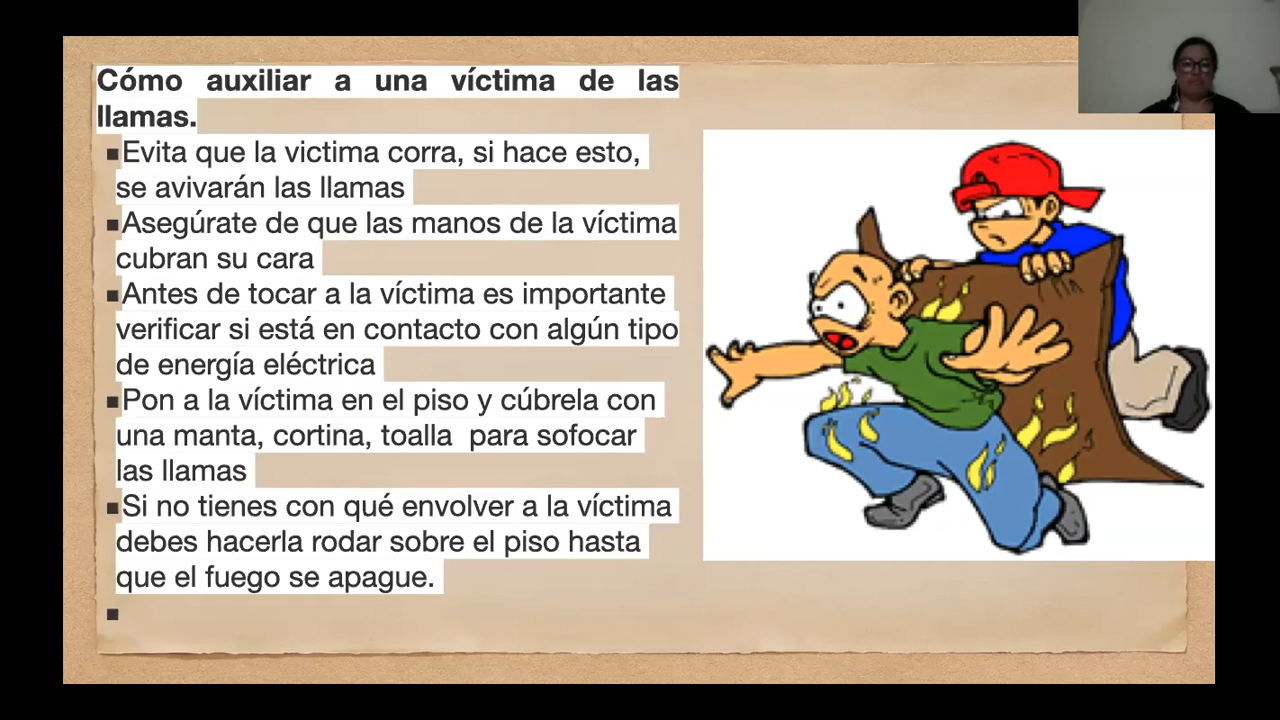 Cómo auxiliar a una víctima de las
llamas.
▪Evita que la victima corra, si hace esto,
se avivarán las llamas
▪Asegúrate de que las manos de la víctima
cubran su cara
▪Antes de tocar a la víctima es importante
verificar si está en contacto con algún tipo
de energía eléctrica
▪Pon a la víctima en el piso y cúbrela con
una manta, cortina, toalla  para sofocar
las llamas
▪Si no tienes con qué envolver a la víctima
debes hacerla rodar sobre el piso hasta
que el fuego se apague.
▪